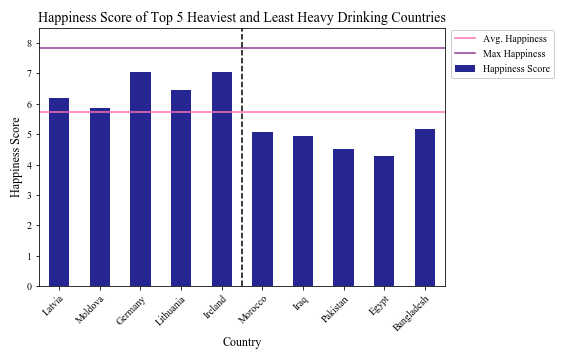 Happiness Score of Top 5 Heaviest and Least Heavy Drinking Countries
Avg. Happiness
Max Happiness
Happiness Score
Happiness Score
8
7
6
5
4
3
2
1
0
Latvia
Moldova
Germany
Lithuania
Ireland
Morocco
Iraq
Pakistan
Egypt
Bangladesh
Country